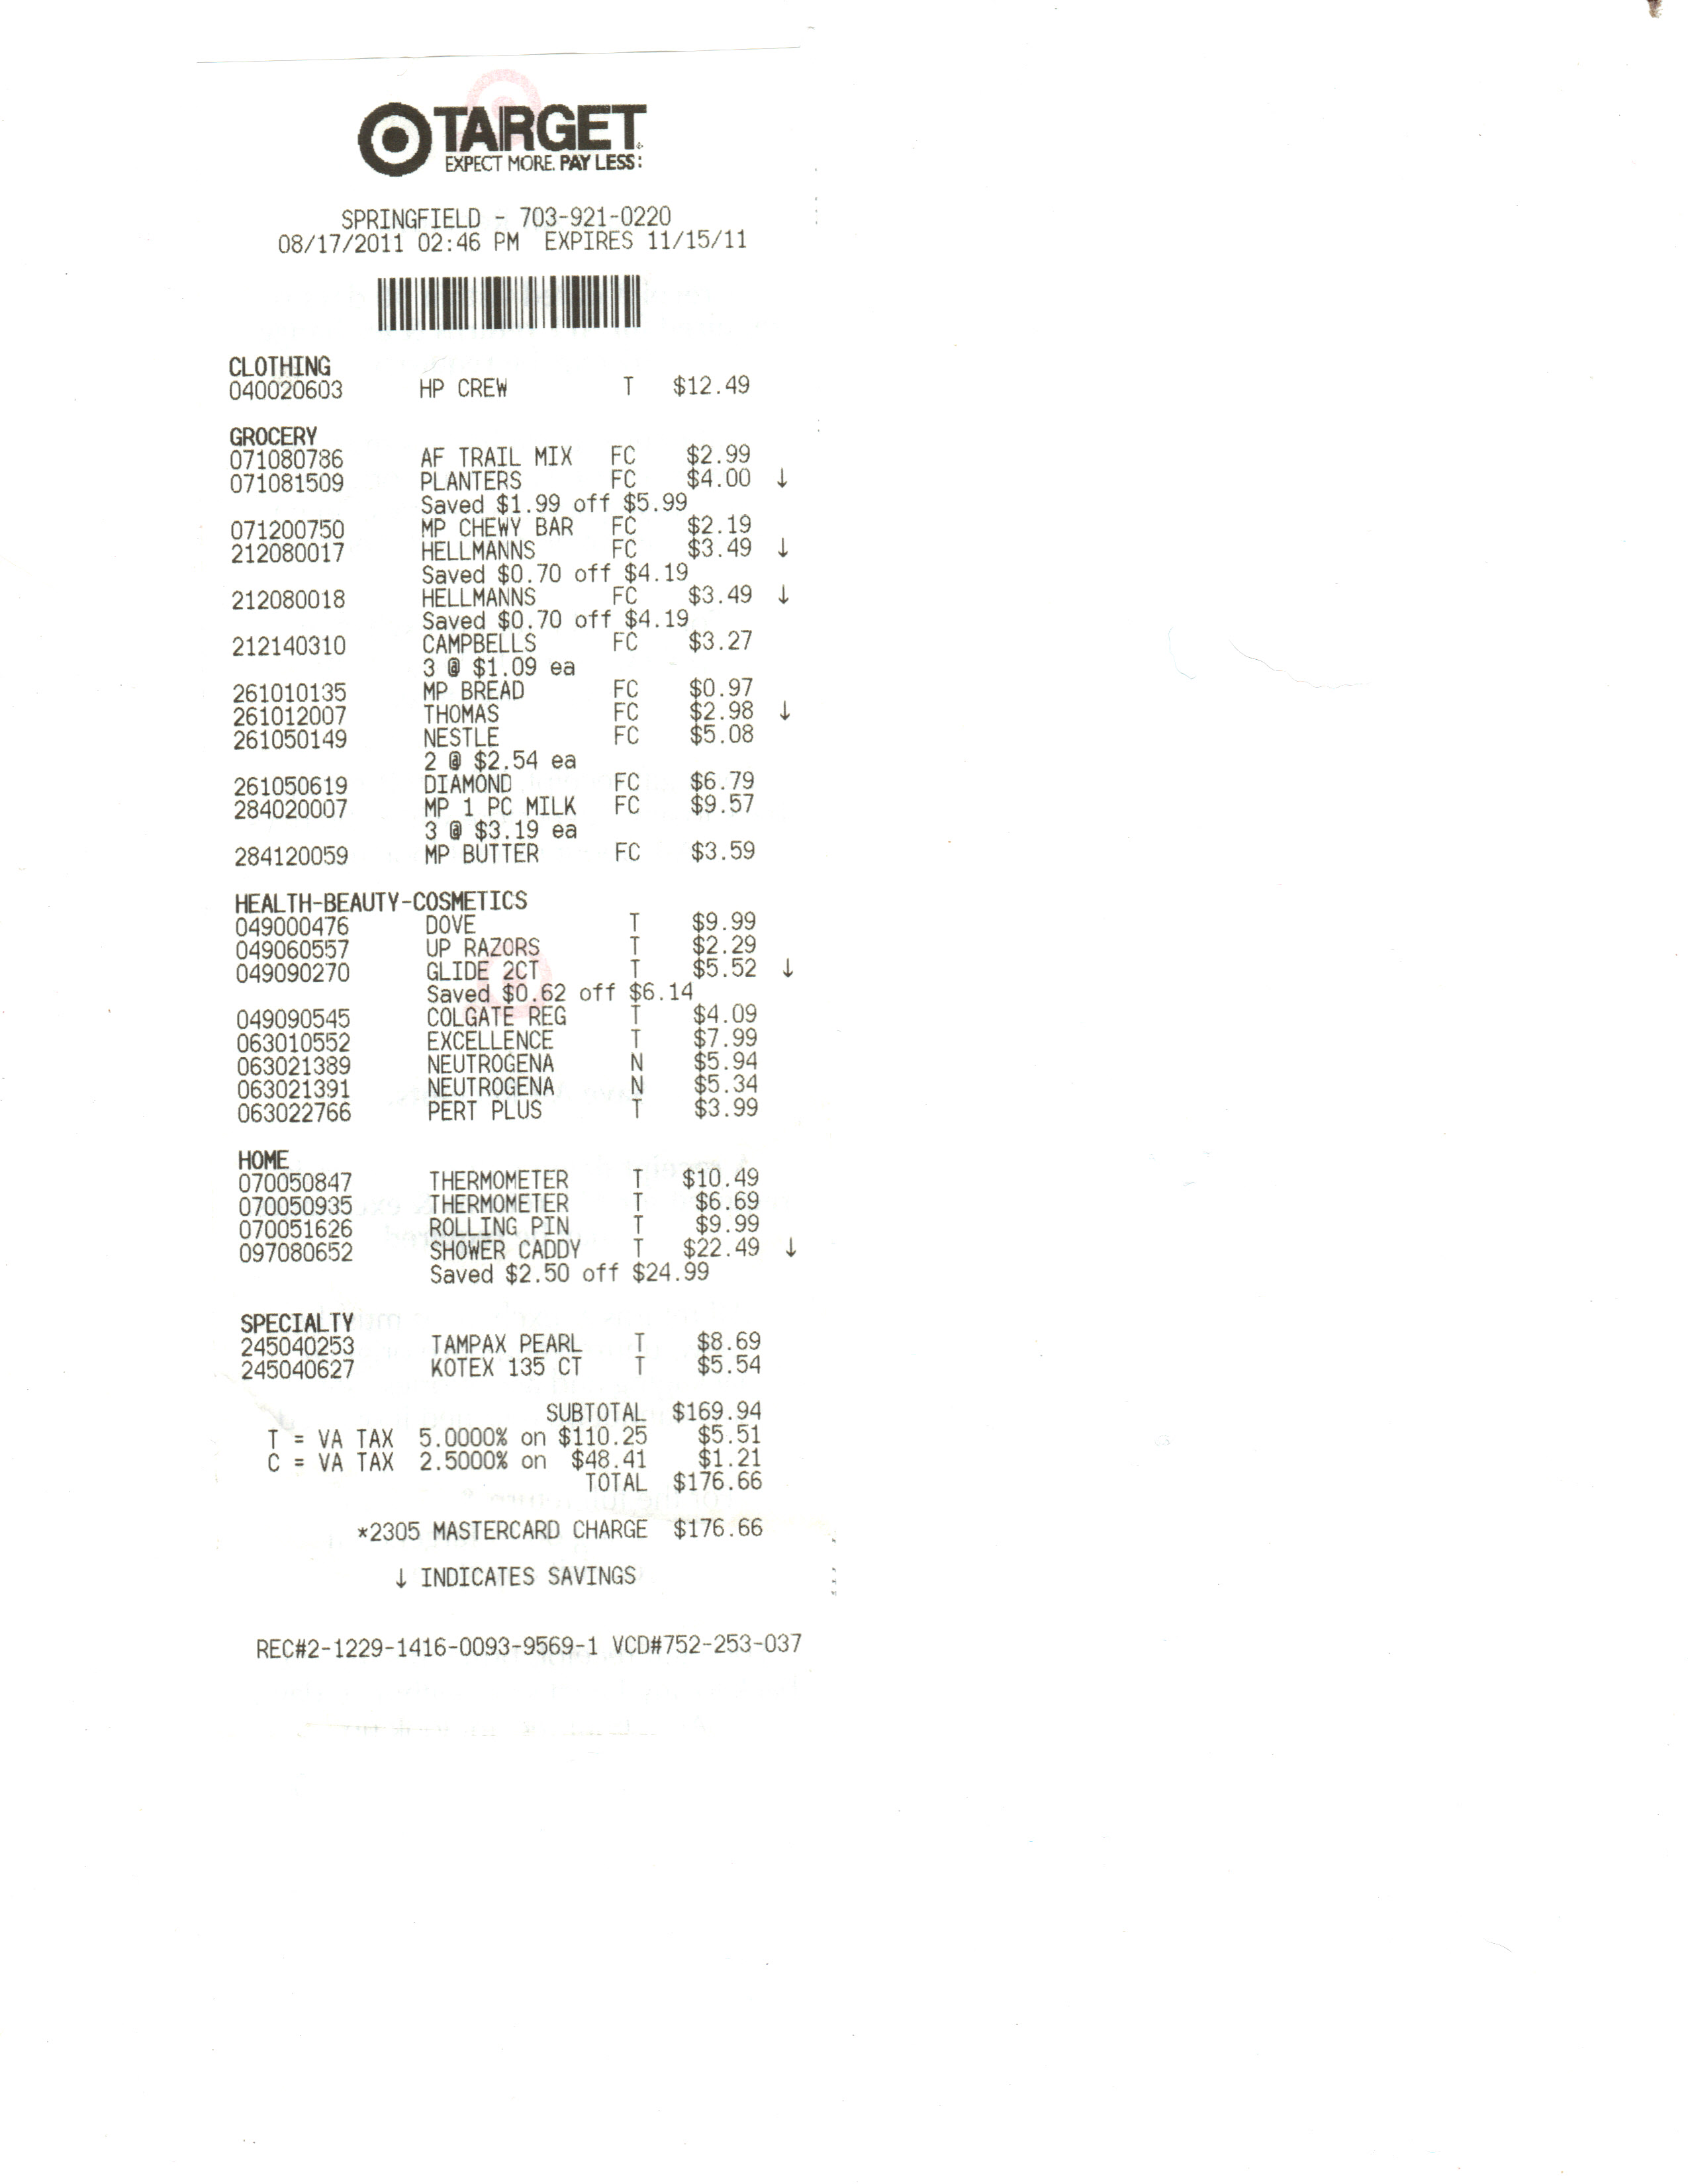 TARGET
EXPECT MORE. PAY LESS.
SPRINGFIELD - 703-921-0220
08/17/2011 02:46 PM EXPIRES 11/15/11
CLOTHING
040020603 HP CREW T $12.49
GROCERY
071080786 AF TRAIL MIX FC $2.99
071081509 PLANTERS FC $4.00 ↓
Saved $1.99 off $5.99
071200750 MP CHEWY BAR FC $2.19
212080017 HELLMANNS FC $3.49 ↓
Saved $0.70 off $4.19
212080018 HELLMANNS FC $3.49 ↓
Saved $0.70 off $4.19
212140310 CAMPBELLS FC $3.27
3 @ $1.09 ea
261010135 MP BREAD FC $0.97
261012007 THOMAS FC $2.98 ↓
261050149 NESTLE FC $5.08
2 @ $2.54 ea
261050619 DIAMOND FC $6.79
284020007 MP 1 PC MILK FC $9.57
3 @ $3.19 ea
284120059 MP BUTTER FC $3.59
HEALTH-BEAUTY-COSMETICS
049000476 DOVE T $9.99
049060557 UP RAZORS T $2.29
049090270 GLIDE 2CT T $5.52 ↓
Saved $0.62 off $6.14
049090545 COLGATE REG T $4.09
063010552 EXCELLENCE T $7.99
063021389 NEUTROGENA N $5.94
063021391 NEUTROGENA N $5.34
063022766 PERT PLUS T $3.99
HOME
070050847 THERMOMETER T $10.49
070050935 THERMOMETER T $6.69
070051626 ROLLING PIN T $9.99
097080652 SHOWER CADDY T $22.49 ↓
Saved $2.50 off $24.99
SPECIALTY
245040253 TAMPAX PEARL T $8.69
245040627 KOTEX 135 CT T $5.54
SUBTOTAL $169.94
T = VA TAX 5.0000% on $110.25 $5.51
C = VA TAX 2.5000% on $48.41 $1.21
TOTAL $176.66
*2305 MASTERCARD CHARGE $176.66
↓ INDICATES SAVINGS
REC#2-1229-1416-0093-9569-1 VCD#752-253-037